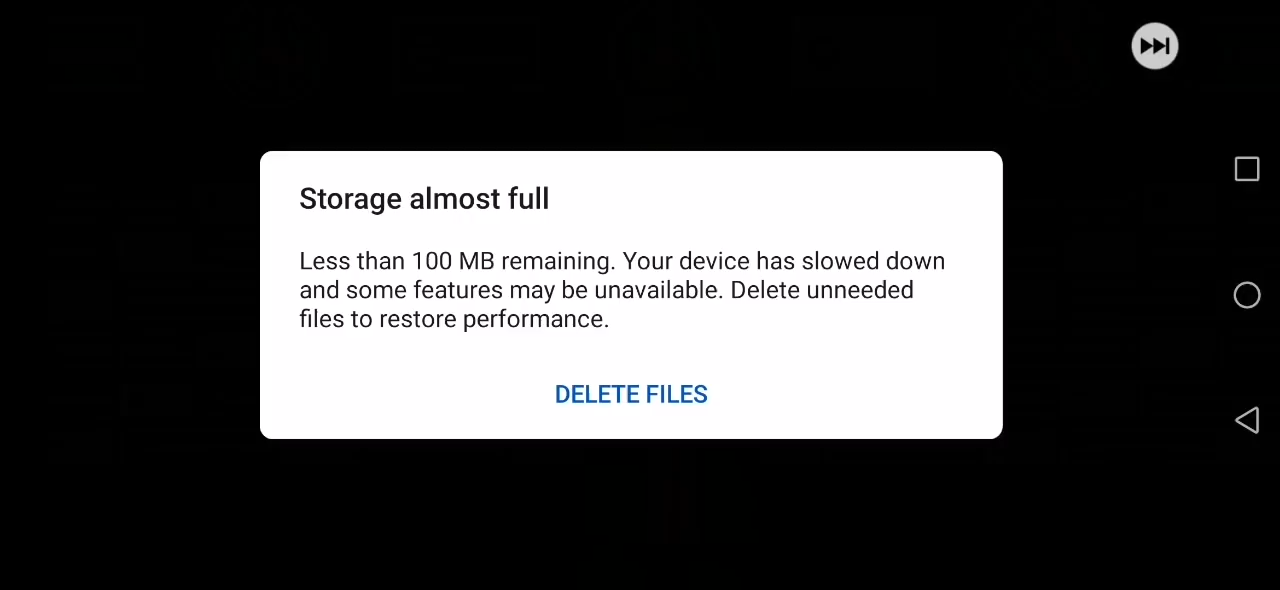 Storage almost full
Less than 100 MB remaining. Your device has slowed down
and some features may be unavailable. Delete unneeded
files to restore performance.
DELETE FILES